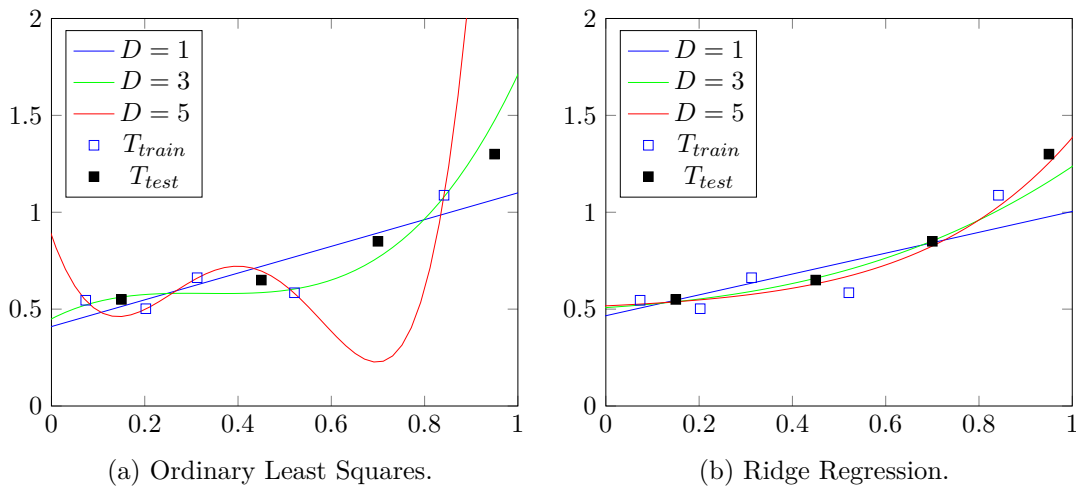 2
1.5
1
0.5
0
0
0.2
0.4
0.6
0.8
1
D = 1
D = 3
D = 5
T_train
T_test
(a) Ordinary Least Squares.
2
1.5
1
0.5
0
0
0.2
0.4
0.6
0.8
1
D = 1
D = 3
D = 5
T_train
T_test
(b) Ridge Regression.